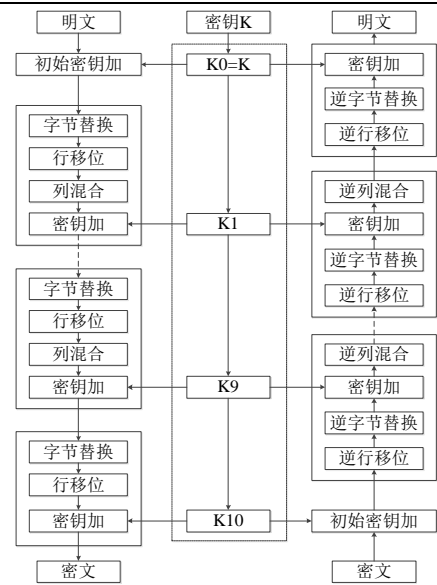 明文
密钥K
明文
初始密钥加
K0=K
密钥加
逆字节替换
逆行移位
字节替换
行移位
列混合
密钥加
K1
逆列混合
密钥加
逆字节替换
逆行移位
字节替换
行移位
列混合
密钥加
K9
逆列混合
密钥加
逆字节替换
逆行移位
字节替换
行移位
密钥加
K10
初始密钥加
密文
密文